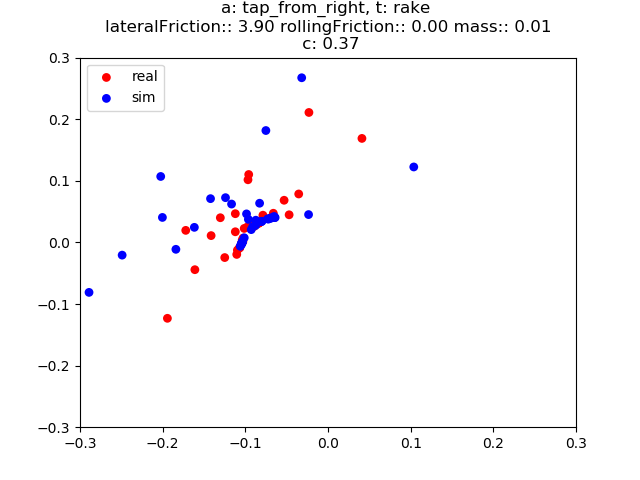 a: tap_from_right, t: rake
lateralFriction:: 3.90 rollingFriction:: 0.00 mass:: 0.01
c: 0.37
real
sim
0.3
0.2
0.1
0.0
−0.1
−0.2
−0.3
−0.3
−0.2
−0.1
0.0
0.1
0.2
0.3